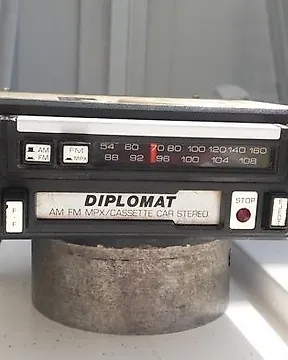 AM FM
FM MPX
54 60 70 80 100 120 140 160
88 92 96 100 104 108
DIPLOMAT
AM FM MPX/CASSETTE CAR STEREO
STOP
F.F